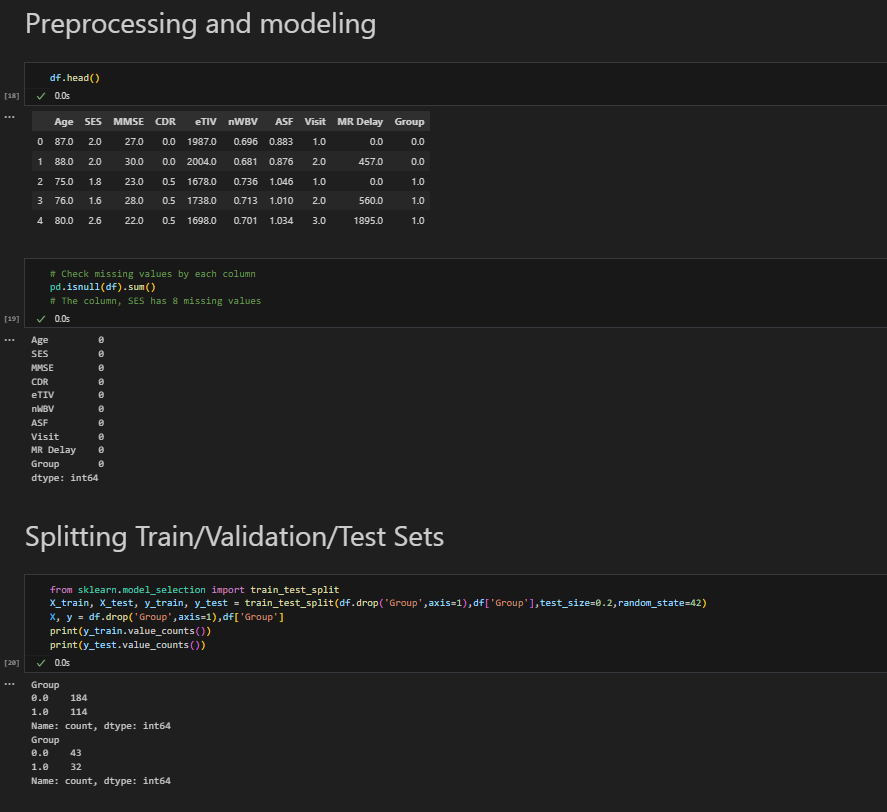 Preprocessing and modeling
df.head()
[18]
0.0s
...
Age SES MMSE CDR eTIV nWBV ASF Visit MR Delay Group
0 87.0 2.0 27.0 0.0 1987.0 0.696 0.883 1.0 0.0 0.0
1 88.0 2.0 30.0 0.0 2004.0 0.681 0.876 2.0 457.0 0.0
2 75.0 1.8 23.0 0.5 1678.0 0.736 1.046 1.0 0.0 1.0
3 76.0 1.6 28.0 0.5 1738.0 0.713 1.010 2.0 560.0 1.0
4 80.0 2.6 22.0 0.5 1698.0 0.701 1.034 3.0 1895.0 1.0
# Check missing values by each column
pd.isnull(df).sum()
# The column, SES has 8 missing values
[19]
0.0s
...
Age 0
SES 0
MMSE 0
CDR 0
eTIV 0
nWBV 0
ASF 0
Visit 0
MR Delay 0
Group 0
dtype: int64
Splitting Train/Validation/Test Sets
from sklearn.model_selection import train_test_split
X_train, X_test, y_train, y_test = train_test_split(df.drop('Group',axis=1),df['Group'],test_size=0.2,random_state=42)
X, y = df.drop('Group',axis=1),df['Group']
print(y_train.value_counts())
print(y_test.value_counts())
[20]
0.0s
...
Group
0.0 184
1.0 114
Name: count, dtype: int64
Group
0.0 43
1.0 32
Name: count, dtype: int64